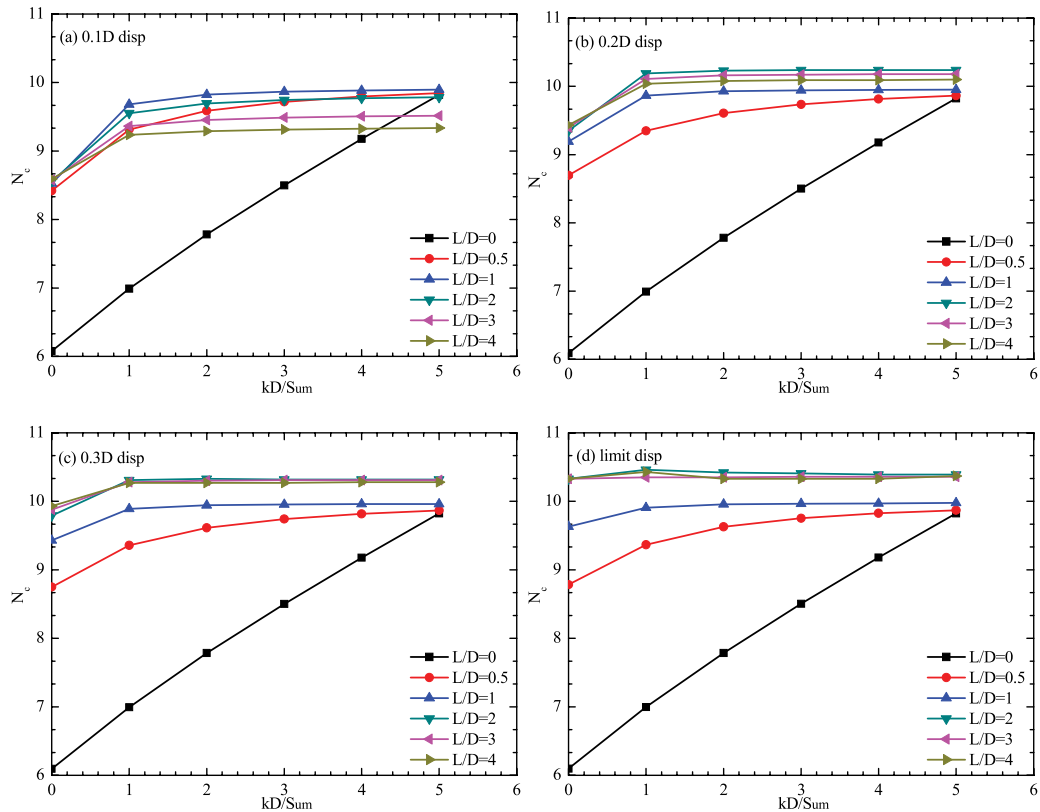 (a) 0.1D disp
11
10
9
8
7
6
N_c
0 1 2 3 4 5 6
kD/Sum
L/D=0
L/D=0.5
L/D=1
L/D=2
L/D=3
L/D=4
(b) 0.2D disp
11
10
9
8
7
6
N_c
0 1 2 3 4 5 6
kD/Sum
L/D=0
L/D=0.5
L/D=1
L/D=2
L/D=3
L/D=4
(c) 0.3D disp
11
10
9
8
7
6
N_c
0 1 2 3 4 5 6
kD/Sum
L/D=0
L/D=0.5
L/D=1
L/D=2
L/D=3
L/D=4
(d) limit disp
11
10
9
8
7
6
N_c
0 1 2 3 4 5 6
kD/Sum
L/D=0
L/D=0.5
L/D=1
L/D=2
L/D=3
L/D=4